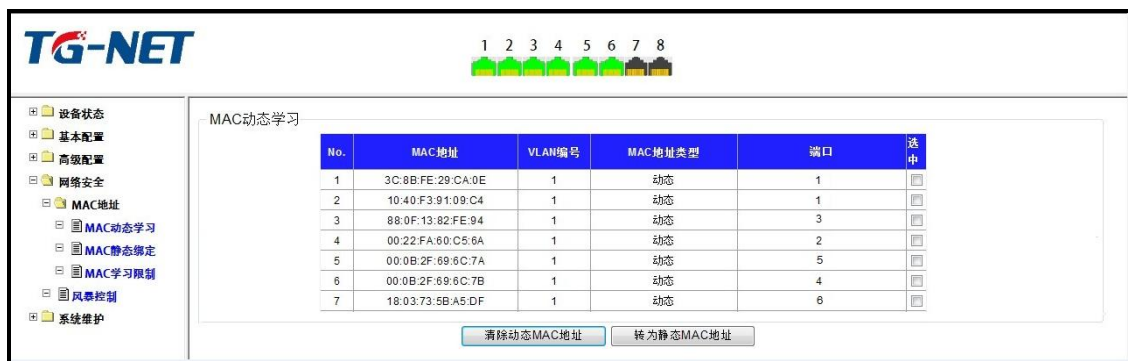 TG-NET
1 2 3 4 5 6 7 8
设备状态
基本配置
高级配置
网络安全
MAC地址
MAC动态学习
MAC静态绑定
MAC学习限制
风暴控制
系统维护
MAC动态学习
No. MAC地址 VLAN编号 MAC地址类型 端口 选中
1 3C:8B:FE:29:CA:0E 1 动态 1
2 10:40:F3:91:09:C4 1 动态 1
3 88:0F:13:82:FE:94 1 动态 3
4 00:22:FA:60:C5:6A 1 动态 2
5 00:0B:2F:69:6C:7A 1 动态 5
6 00:0B:2F:69:6C:7B 1 动态 4
7 18:03:73:5B:A5:DF 1 动态 6
清除动态MAC地址 转为静态MAC地址